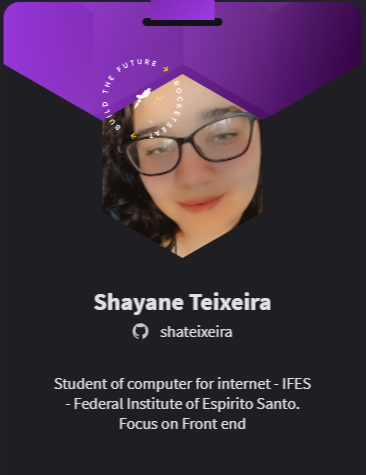 BUILD THE FUTURE
ROCKETSEAT
Shayane Teixeira
shateixeira
Student of computer for internet - IFES
- Federal Institute of Espirito Santo.
Focus on Front end